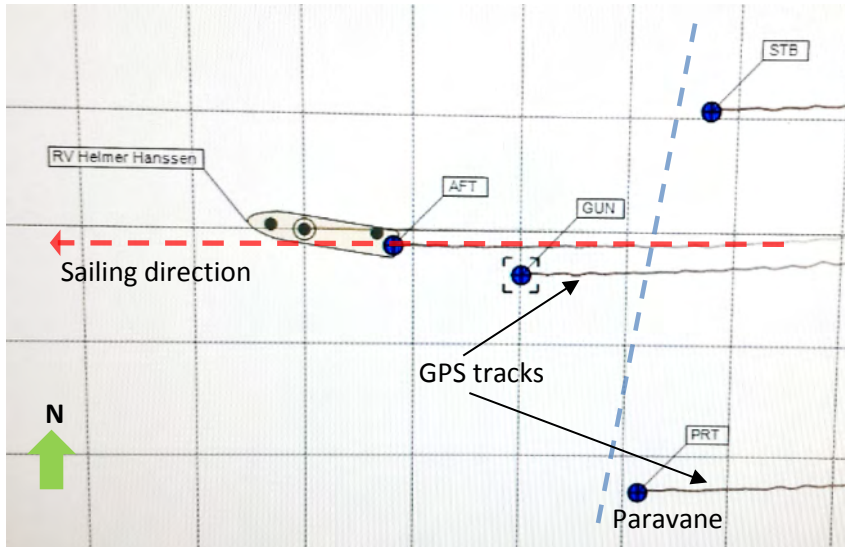 STB
RV Helmer Hanssen
AFT
GUN
Sailing direction
GPS tracks
N
PRT
Paravane